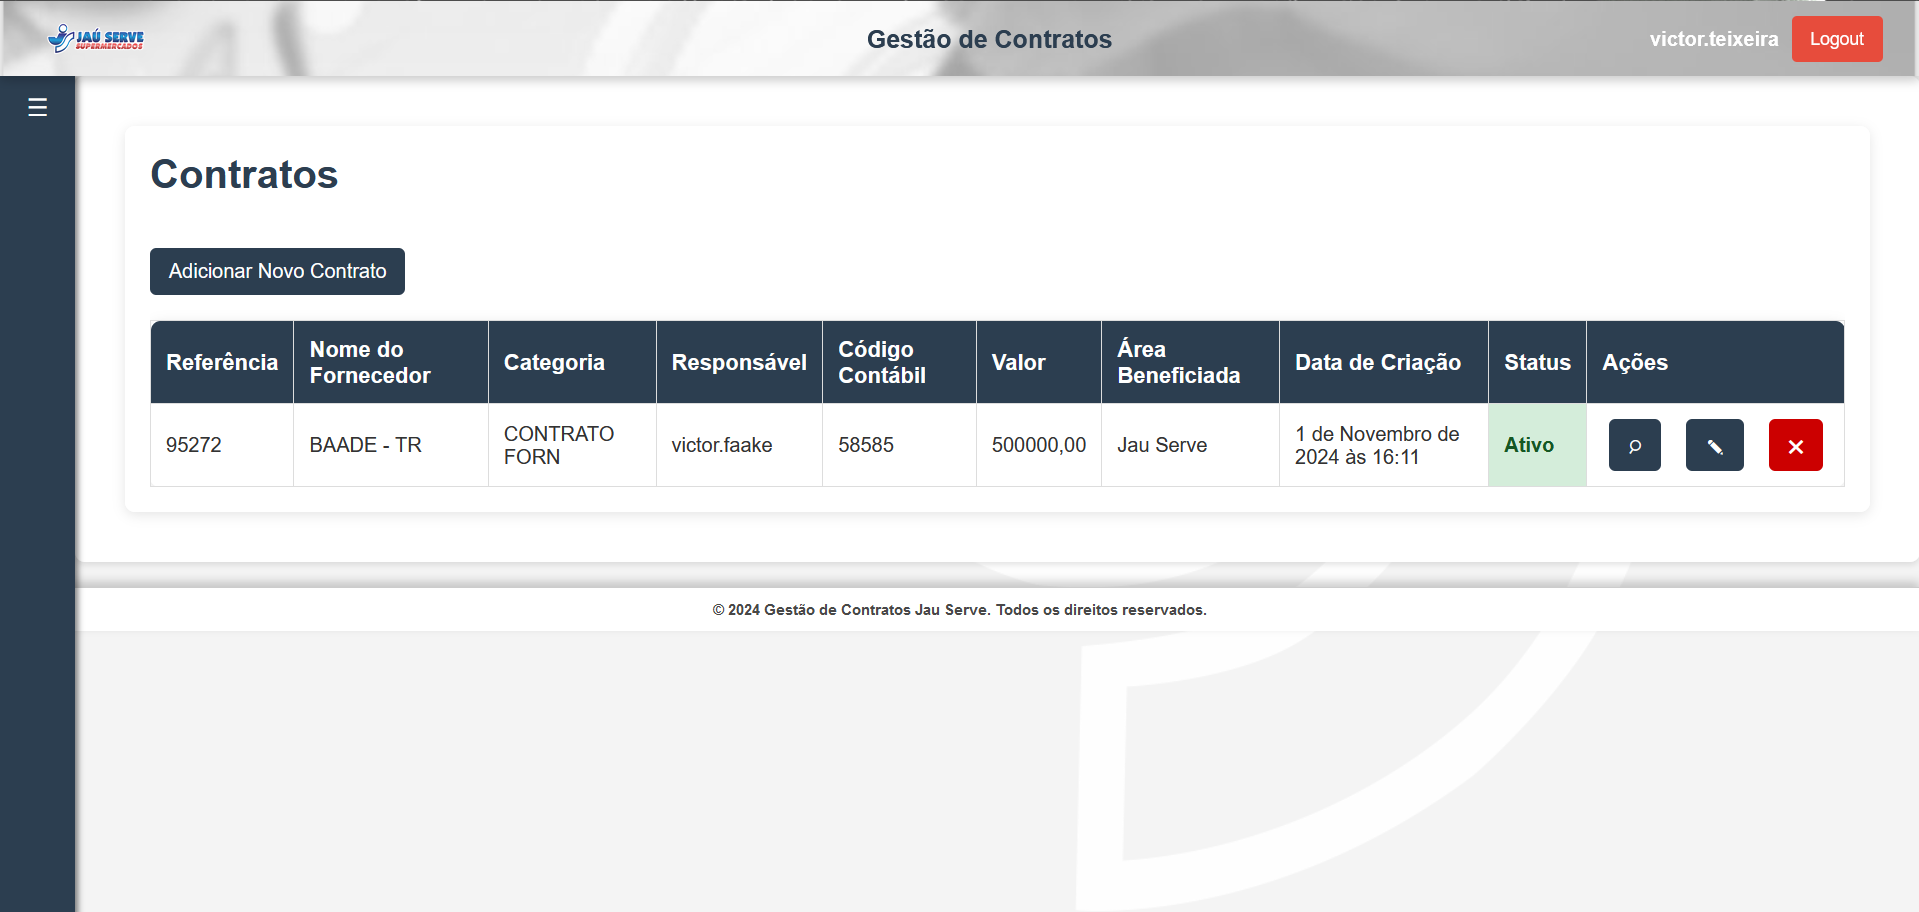 JAÚ SERVE
SUPERMERCADOS
Gestão de Contratos
victor.teixeira
Logout
Contratos
Adicionar Novo Contrato
Referência
Nome do
Fornecedor
Categoria
Responsável
Código
Contábil
Valor
Área
Beneficiada
Data de Criação
Status
Ações
95272
BAADE - TR
CONTRATO
FORN
victor.faake
58585
500000,00
Jau Serve
1 de Novembro de
2024 às 16:11
Ativo
© 2024 Gestão de Contratos Jau Serve. Todos os direitos reservados.